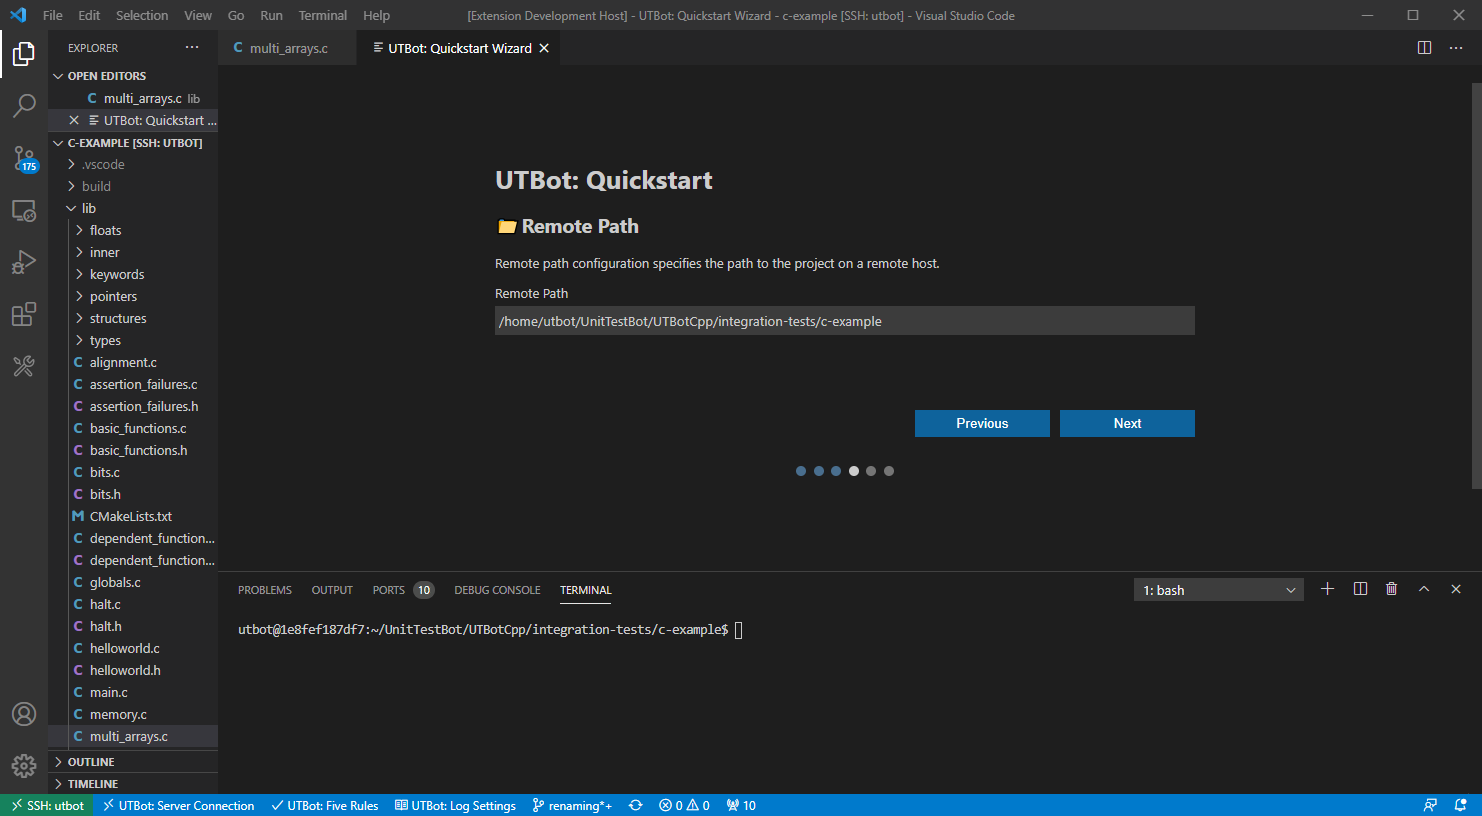 File Edit Selection View Go Run Terminal Help [Extension Development Host] - UTBot: Quickstart Wizard - c-example [SSH: utbot] - Visual Studio Code
EXPLORER
OPEN EDITORS
multi_arrays.c lib
UTBot: Quickstart ...
C-EXAMPLE [SSH: UTBOT]
.vscode
build
lib
floats
inner
keywords
pointers
structures
types
C alignment.c
C assertion_failures.c
C assertion_failures.h
C basic_functions.c
C basic_functions.h
C bits.c
C bits.h
M CMakeLists.txt
C dependent_function...
C dependent_function...
C globals.c
C halt.c
C halt.h
C helloworld.c
C helloworld.h
C main.c
C memory.c
C multi_arrays.c
OUTLINE
TIMELINE
175
C multi_arrays.c
UTBot: Quickstart Wizard
UTBot: Quickstart
Remote Path
Remote path configuration specifies the path to the project on a remote host.
Remote Path
/home/utbot/UnitTestBot/UTBotCpp/integration-tests/c-example
Previous Next
PROBLEMS OUTPUT PORTS 10 DEBUG CONSOLE TERMINAL 1: bash
utbot@1e8fef187df7:~/UnitTestBot/UTBotCpp/integration-tests/c-example$
SSH: utbot UTBot: Server Connection UTBot: Five Rules UTBot: Log Settings renaming*+ 0 0 10